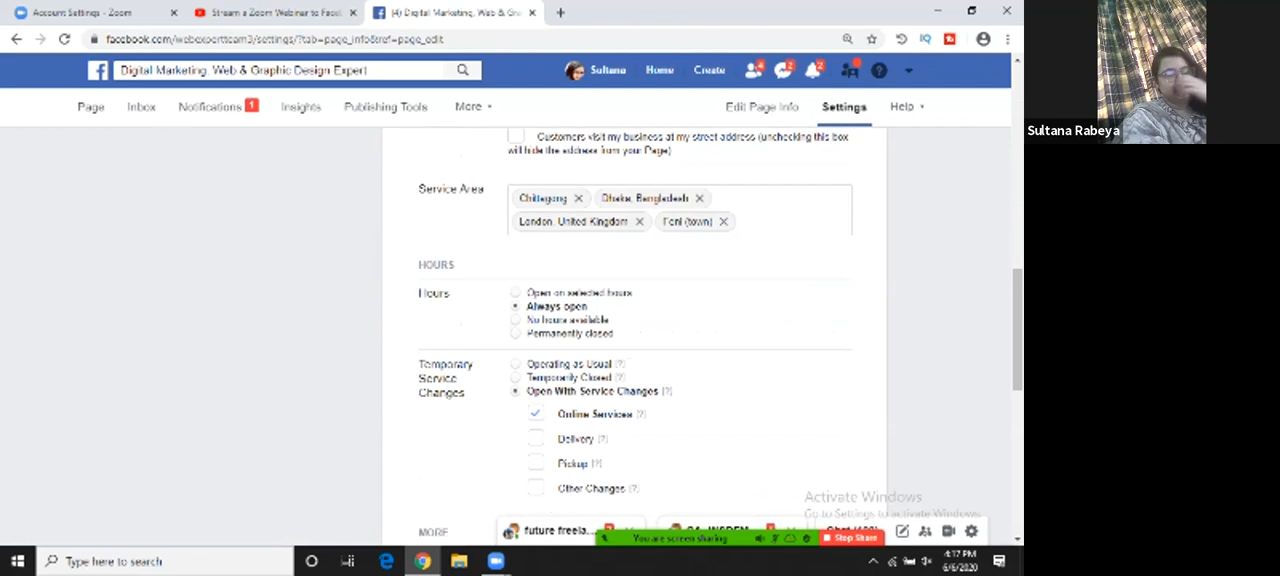 Account Settings - Zoom
Stream a Zoom Webinar to Faceb
(4) Digital Marketing, Web & Gra
facebook.com/webexpertteam3/settings/?tab=page_info&ref=page_edit
Digital Marketing, Web & Graphic Design Expert
Sultana Home Create
Page Inbox Notifications 1 Insights Publishing Tools More Edit Page Info Settings Help
Customers visit my business at my street address (unchecking this box
will hide the address from your Page)
Sultana Rabeya
Service Area
Chittagong Dhaka, Bangladesh
London, United Kingdom Feni (town)
HOURS
Hours
Open on selected hours
Always open
No hours available
Permanently closed
Temporary
Service
Changes
Operating as Usual [?]
Temporarily Closed [?]
Open With Service Changes [?]
Online Services [?]
Delivery [?]
Pickup [?]
Other Changes [?]
Activate Windows
Go to Settings to activate Windows.
MORE
future freela...
You are screen sharing
Stop Share
Type here to search
4:17 PM
6/6/2020